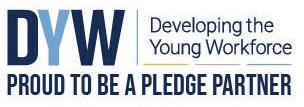 DYW
Developing the
Young Workforce
PROUD TO BE A PLEDGE PARTNER